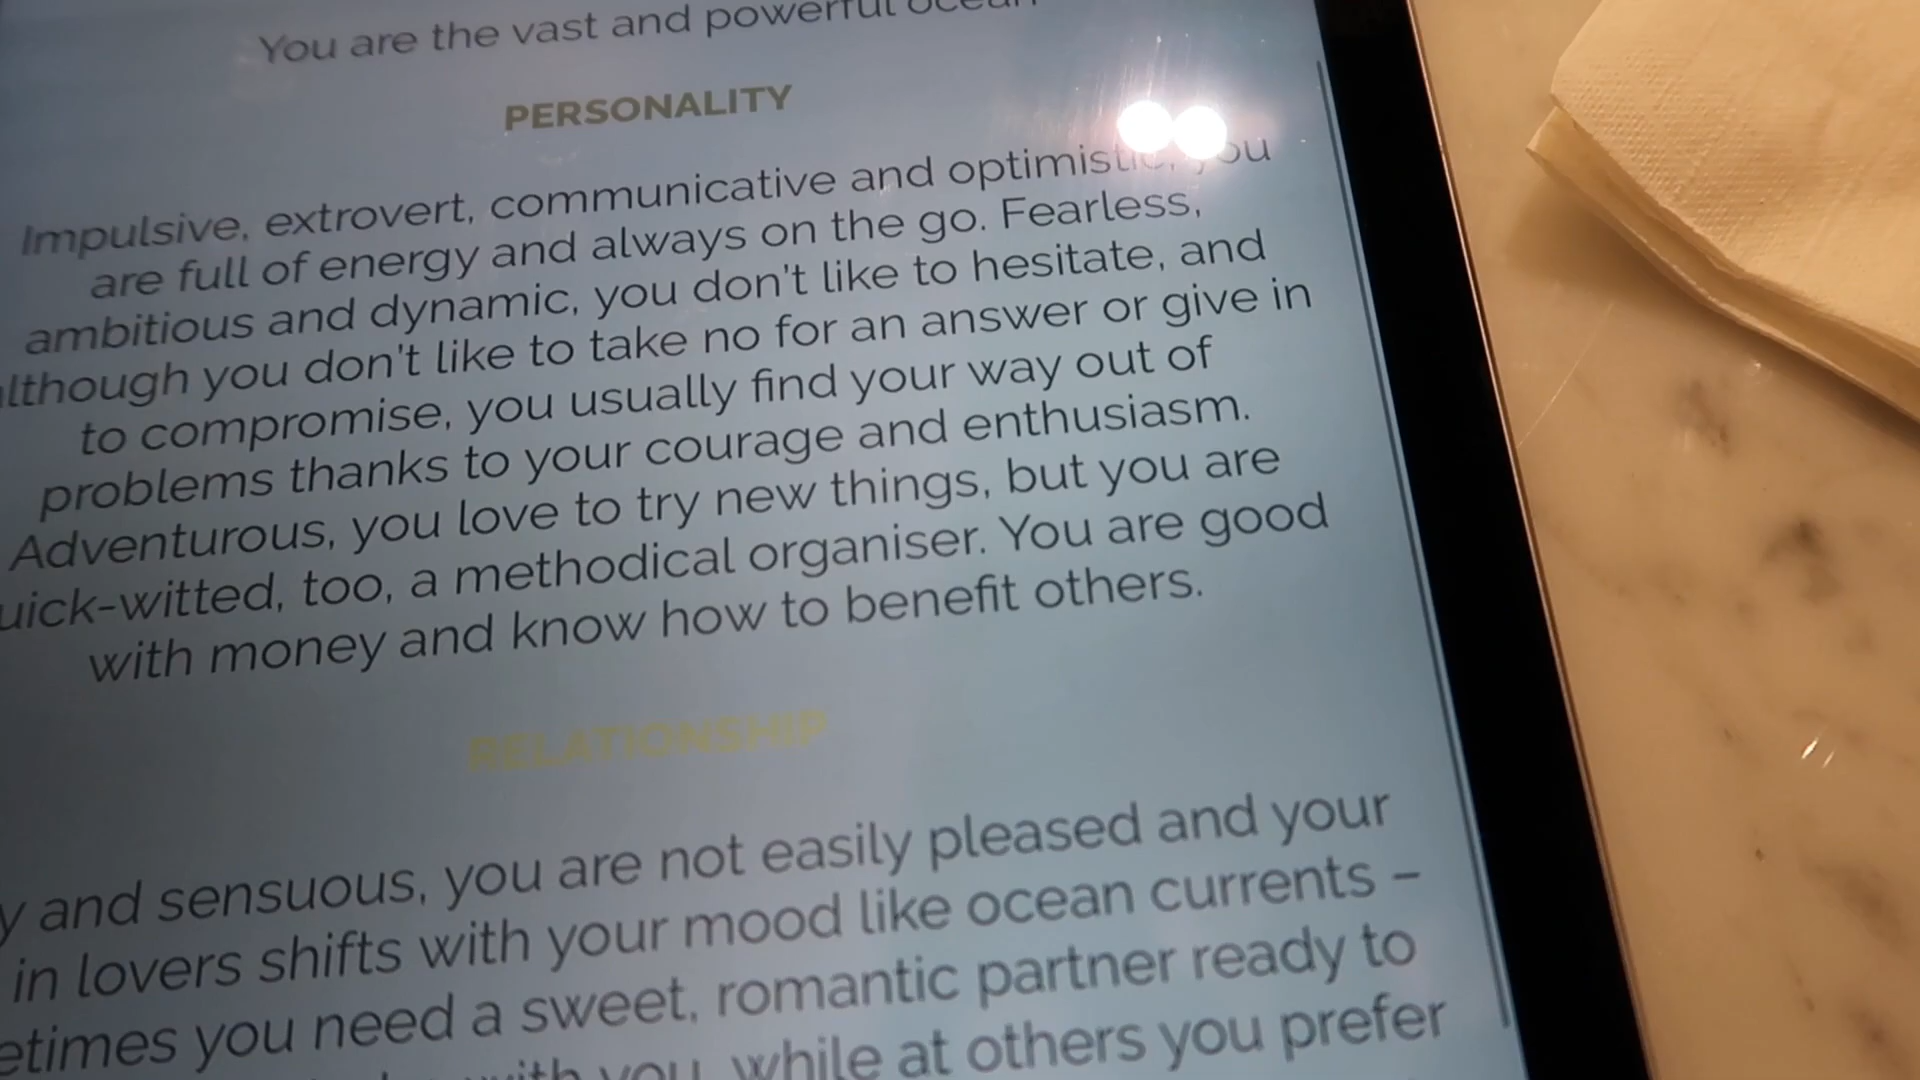 You are the vast and powerful ocean
PERSONALITY
Impulsive, extrovert, communicative and optimistic, you
are full of energy and always on the go. Fearless,
ambitious and dynamic, you don't like to hesitate, and
although you don't like to take no for an answer or give in
to compromise, you usually find your way out of
problems thanks to your courage and enthusiasm.
Adventurous, you love to try new things, but you are
uick-witted, too, a methodical organiser. You are good
with money and know how to benefit others.
RELATIONSHIP
y and sensuous, you are not easily pleased and your
in lovers shifts with your mood like ocean currents –
etimes you need a sweet, romantic partner ready to
with you, while at others you prefer